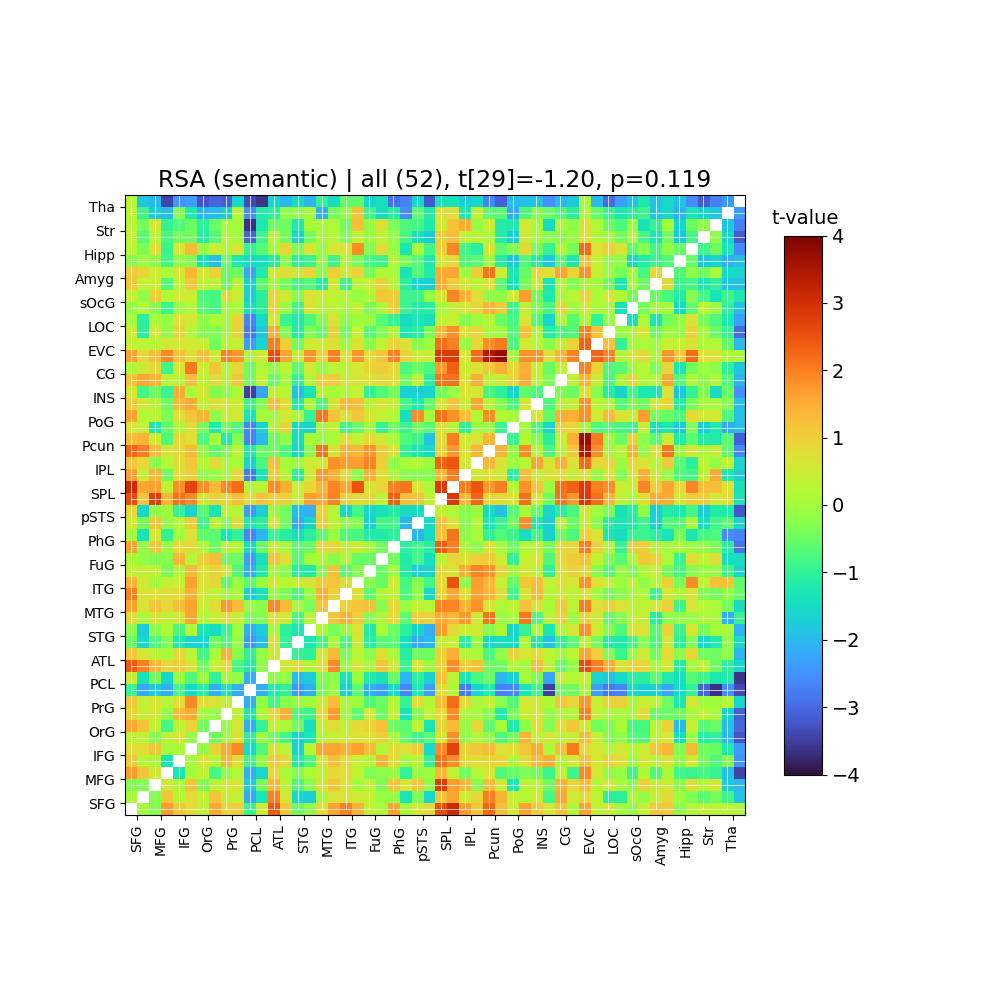 RSA (semantic) | all (52), t[29]=-1.20, p=0.119
t-value
Tha
Str
Hipp
Amyg
sOcG
LOC
EVC
CG
INS
PoG
Pcun
IPL
SPL
pSTS
PhG
FuG
ITG
MTG
STG
ATL
PCL
PrG
OrG
IFG
MFG
SFG
4
3
2
1
0
−1
−2
−3
−4
SFG
MFG
IFG
OrG
PrG
PCL
ATL
STG
MTG
ITG
FuG
PhG
pSTS
SPL
IPL
Pcun
PoG
INS
CG
EVC
LOC
sOcG
Amyg
Hipp
Str
Tha